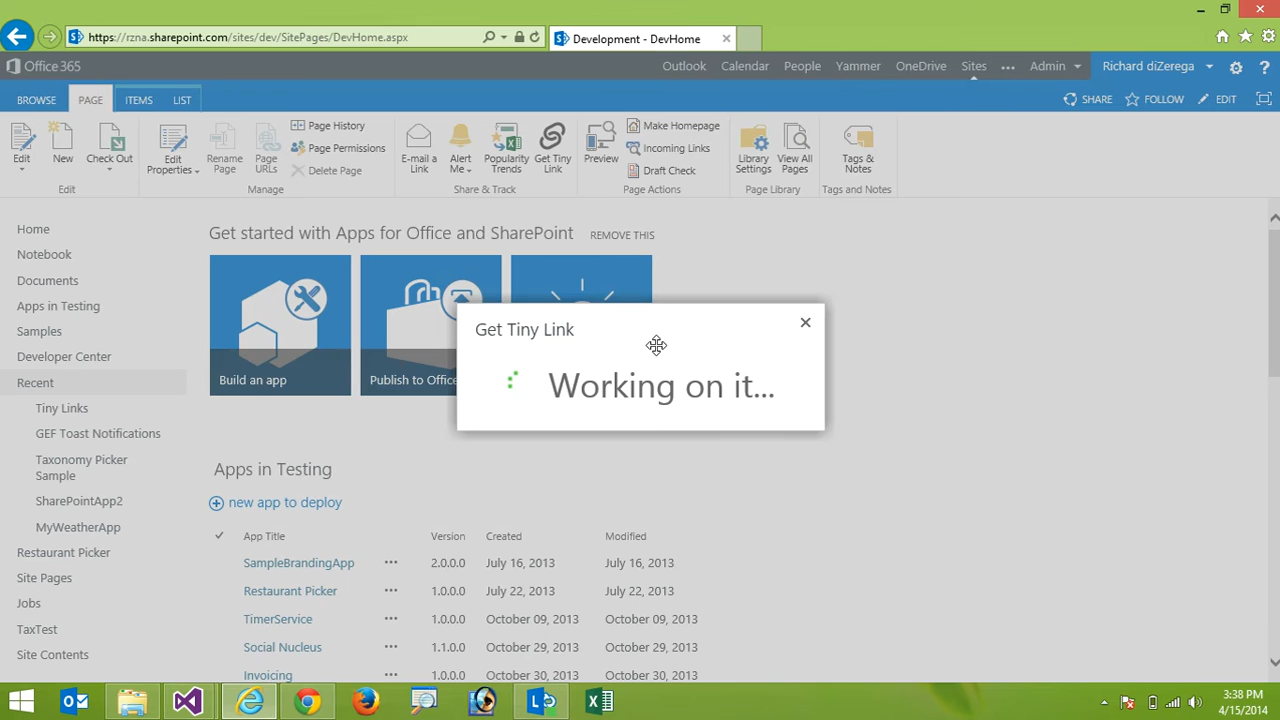 https://rzna.sharepoint.com/sites/dev/SitePages/DevHome.aspx
Development - DevHome
Office 365
Outlook
Calendar
People
Yammer
OneDrive
Sites
Admin
Richard diZerega
BROWSE
PAGE
ITEMS
LIST
SHARE
FOLLOW
EDIT
Edit
New
Check Out
Edit
Edit
Properties
Rename
Page
Page
URLs
Page History
Page Permissions
Delete Page
Manage
E-mail a
Link
Alert
Me
Popularity
Trends
Get Tiny
Link
Share & Track
Preview
Make Homepage
Incoming Links
Draft Check
Page Actions
Library
Settings
View All
Pages
Page Library
Tags &
Notes
Tags and Notes
Home
Notebook
Documents
Apps in Testing
Samples
Developer Center
Recent
Tiny Links
GEF Toast Notifications
Taxonomy Picker
Sample
SharePointApp2
MyWeatherApp
Restaurant Picker
Site Pages
Jobs
TaxTest
Site Contents
Get started with Apps for Office and SharePoint
REMOVE THIS
Build an app
Publish to Office
Get Tiny Link
Working on it...
Apps in Testing
new app to deploy
App Title Version Created Modified
SampleBrandingApp ... 2.0.0.0 July 16, 2013 July 16, 2013
Restaurant Picker ... 1.0.0.0 July 22, 2013 July 22, 2013
TimerService ... 1.0.0.0 October 09, 2013 October 09, 2013
Social Nucleus ... 1.1.0.0 October 30, 2013 October 30, 2013
Invoicing ... 1.0.0.0 October 30, 2013 October 30, 2013
3:38 PM
4/15/2014